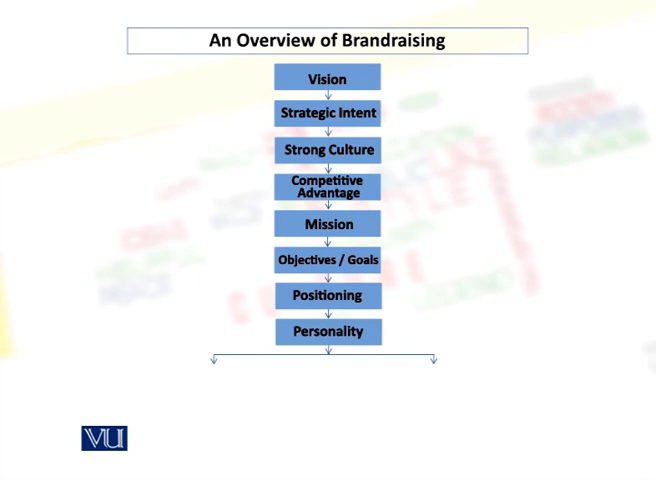 An Overview of Brandraising
Vision
Strategic Intent
Strong Culture
Competitive
Advantage
Mission
Objectives / Goals
Positioning
Personality
VU